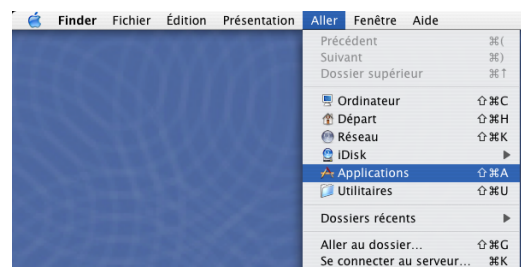 Finder Fichier Édition Présentation Aller Fenêtre Aide
Précédent ⌘(
Suivant ⌘)
Dossier supérieur ⌘↑
Ordinateur ⇧⌘C
Départ ⇧⌘H
Réseau ⇧⌘K
iDisk ▶
Applications ⇧⌘A
Utilitaires ⇧⌘U
Dossiers récents ▶
Aller au dossier... ⇧⌘G
Se connecter au serveur... ⌘K